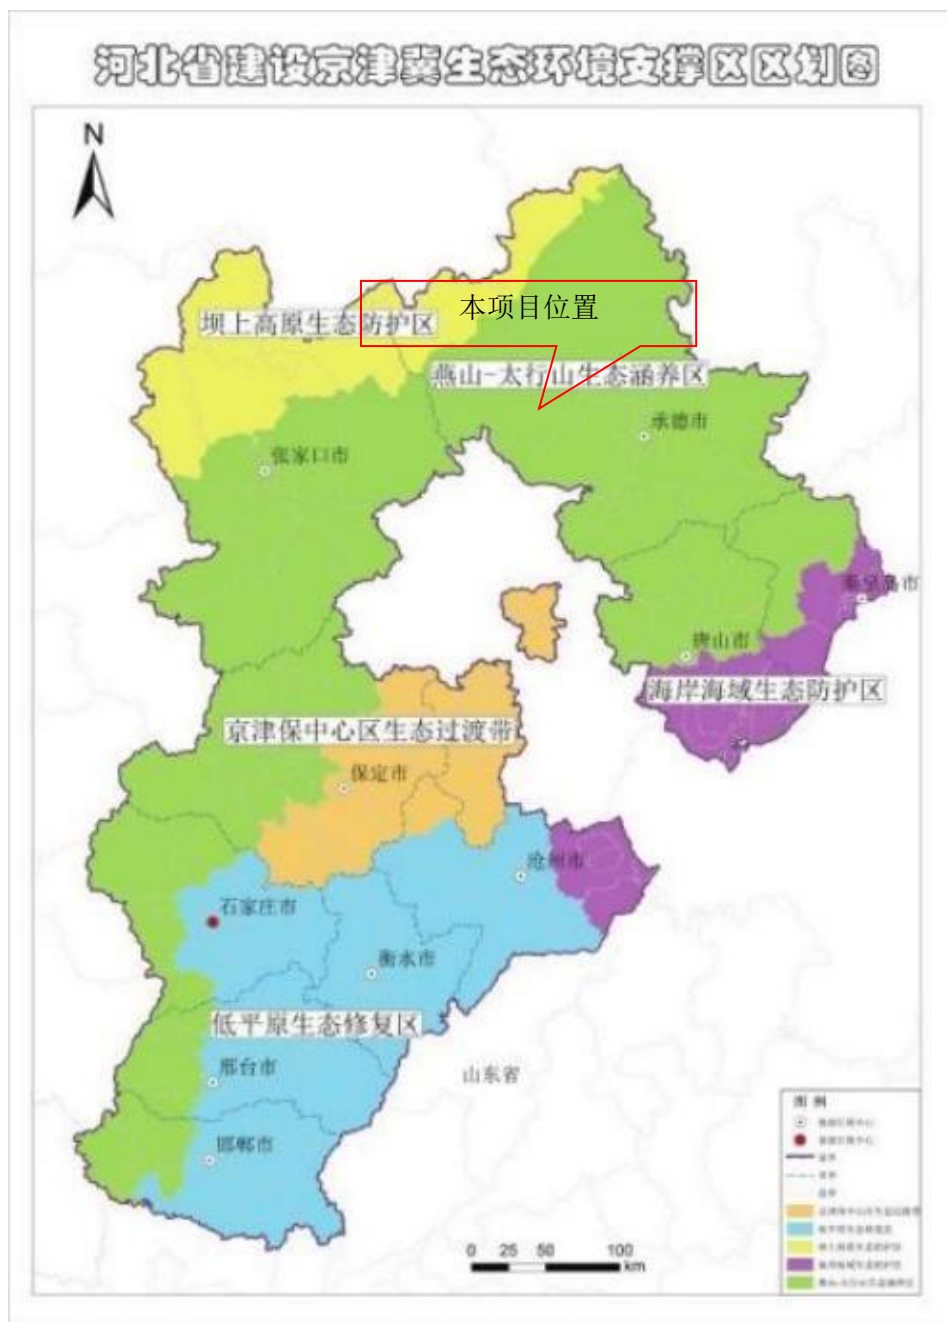 河北省建设京津冀生态环境支撑区区划图
N
本项目位置
坝上高原生态防护区
燕山-太行山生态涵养区
承德市
张家口市
秦皇岛市
唐山市
海岸海域生态防护区
京津保中心区生态过渡带
保定市
沧州市
石家庄市
衡水市
低平原生态修复区
邢台市
山东省
邯郸市
图 例
0 25 50 100
km